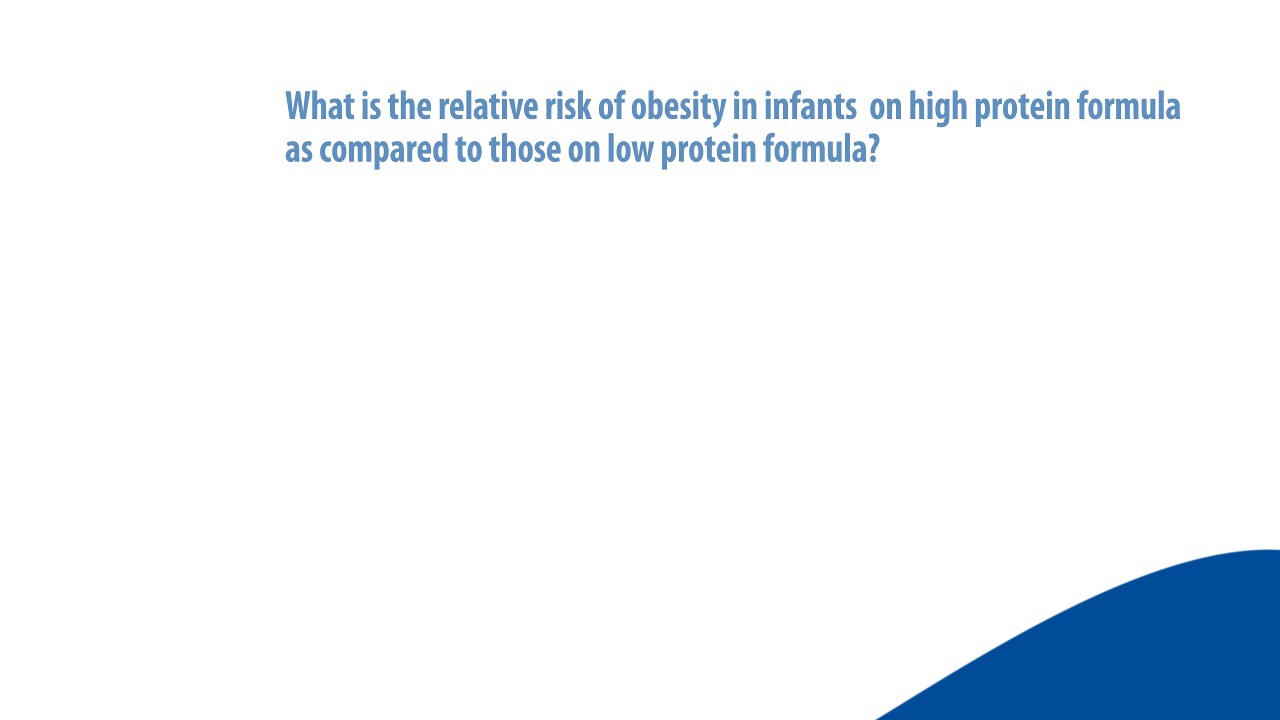 What is the relative risk of obesity in infants  on high protein formula
as compared to those on low protein formula?